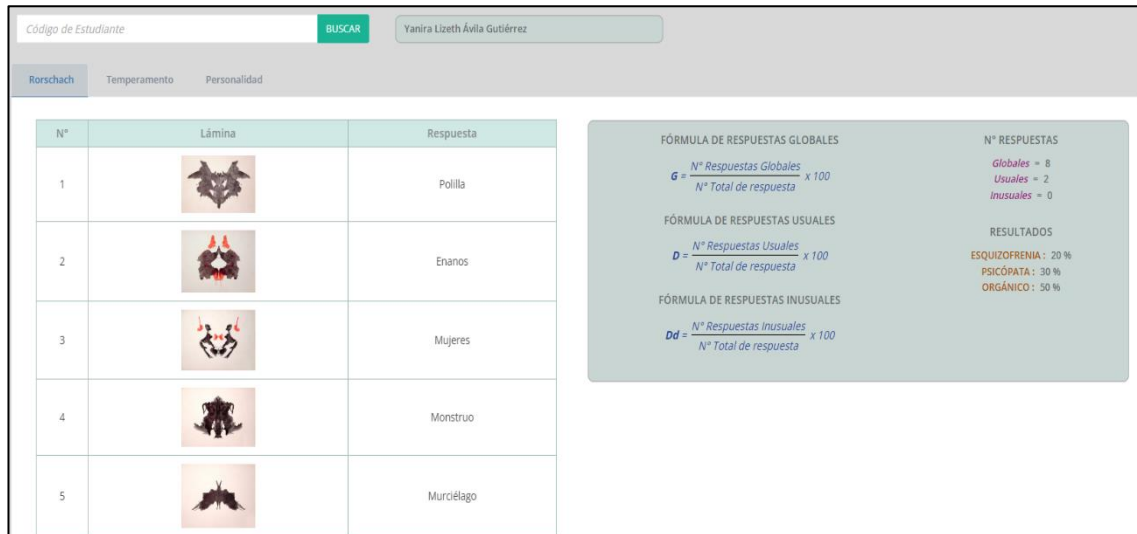 Código de Estudiante
BUSCAR
Yanira Lizeth Ávila Gutiérrez
Rorschach Temperamento Personalidad
N° Lámina Respuesta
1 Polilla
2 Enanos
3 Mujeres
4 Monstruo
5 Murciélago
FÓRMULA DE RESPUESTAS GLOBALES
G = N° Respuestas Globales x 100
N° Total de respuesta
FÓRMULA DE RESPUESTAS USUALES
D = N° Respuestas Usuales x 100
N° Total de respuesta
FÓRMULA DE RESPUESTAS INUSUALES
Dd = N° Respuestas Inusuales x 100
N° Total de respuesta
N° RESPUESTAS
Globales = 8
Usuales = 2
Inusuales = 0
RESULTADOS
ESQUIZOFRENIA : 20 %
PSICÓPATA : 30 %
ORGÁNICO : 50 %